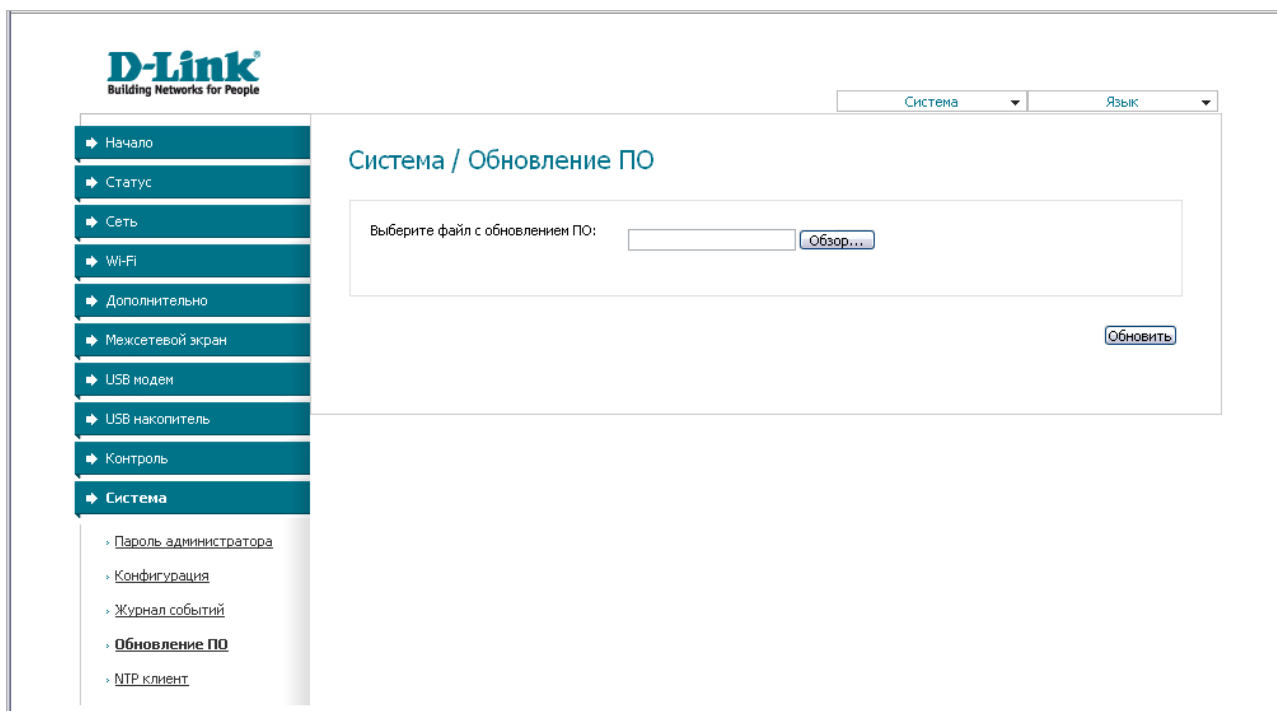 D-Link
Building Networks for People
Система
Язык
Начало
Статус
Сеть
Wi-Fi
Дополнительно
Межсетевой экран
USB модем
USB накопитель
Контроль
Система
Пароль администратора
Конфигурация
Журнал событий
Обновление ПО
NTP клиент
Система / Обновление ПО
Выберите файл с обновлением ПО:
Обзор...
Обновить